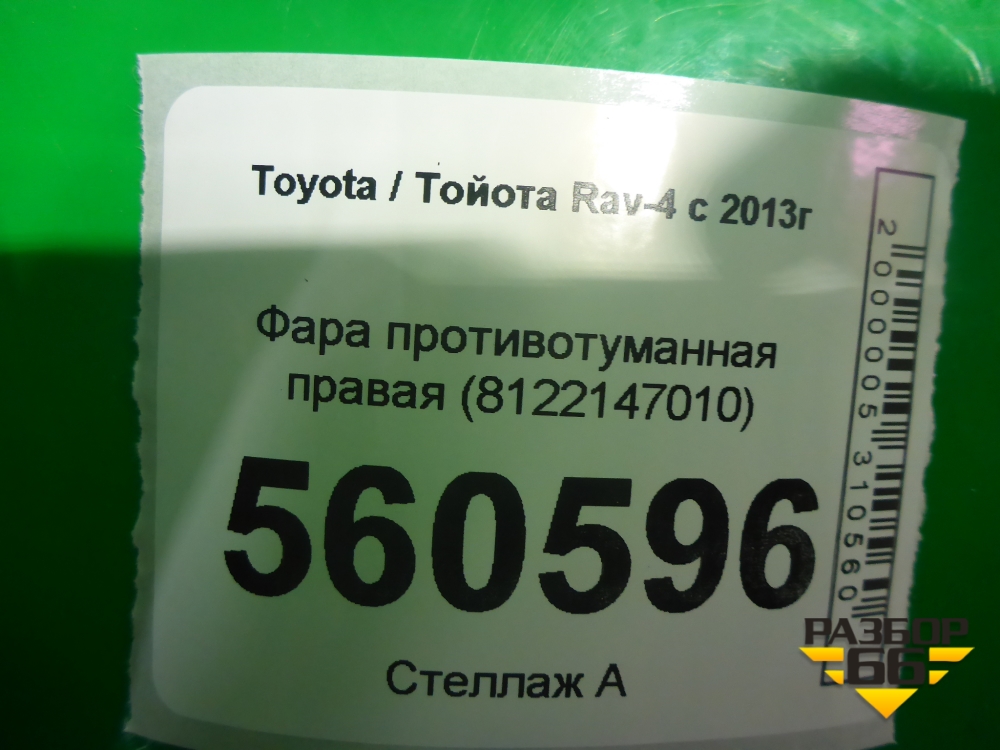 Toyota / Тойота Rav-4 с 2013г
Фара противотуманная
правая (8122147010)
560596
Стеллаж А
2000005310560
РАЗБОР
66